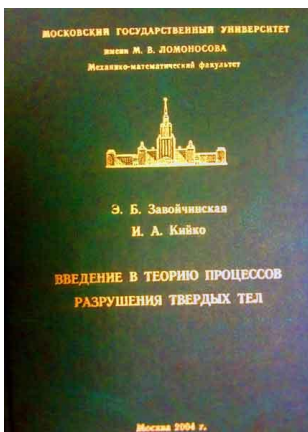 МОСКОВСКИЙ ГОСУДАРСТВЕННЫЙ УНИВЕРСИТЕТ
имени М. В. ЛОМОНОСОВА
Механико-математический факультет
Э. Б. Завойчинская
И. А. Кийко
ВВЕДЕНИЕ В ТЕОРИЮ ПРОЦЕССОВ
РАЗРУШЕНИЯ ТВЕРДЫХ ТЕЛ
Москва 2004 г.